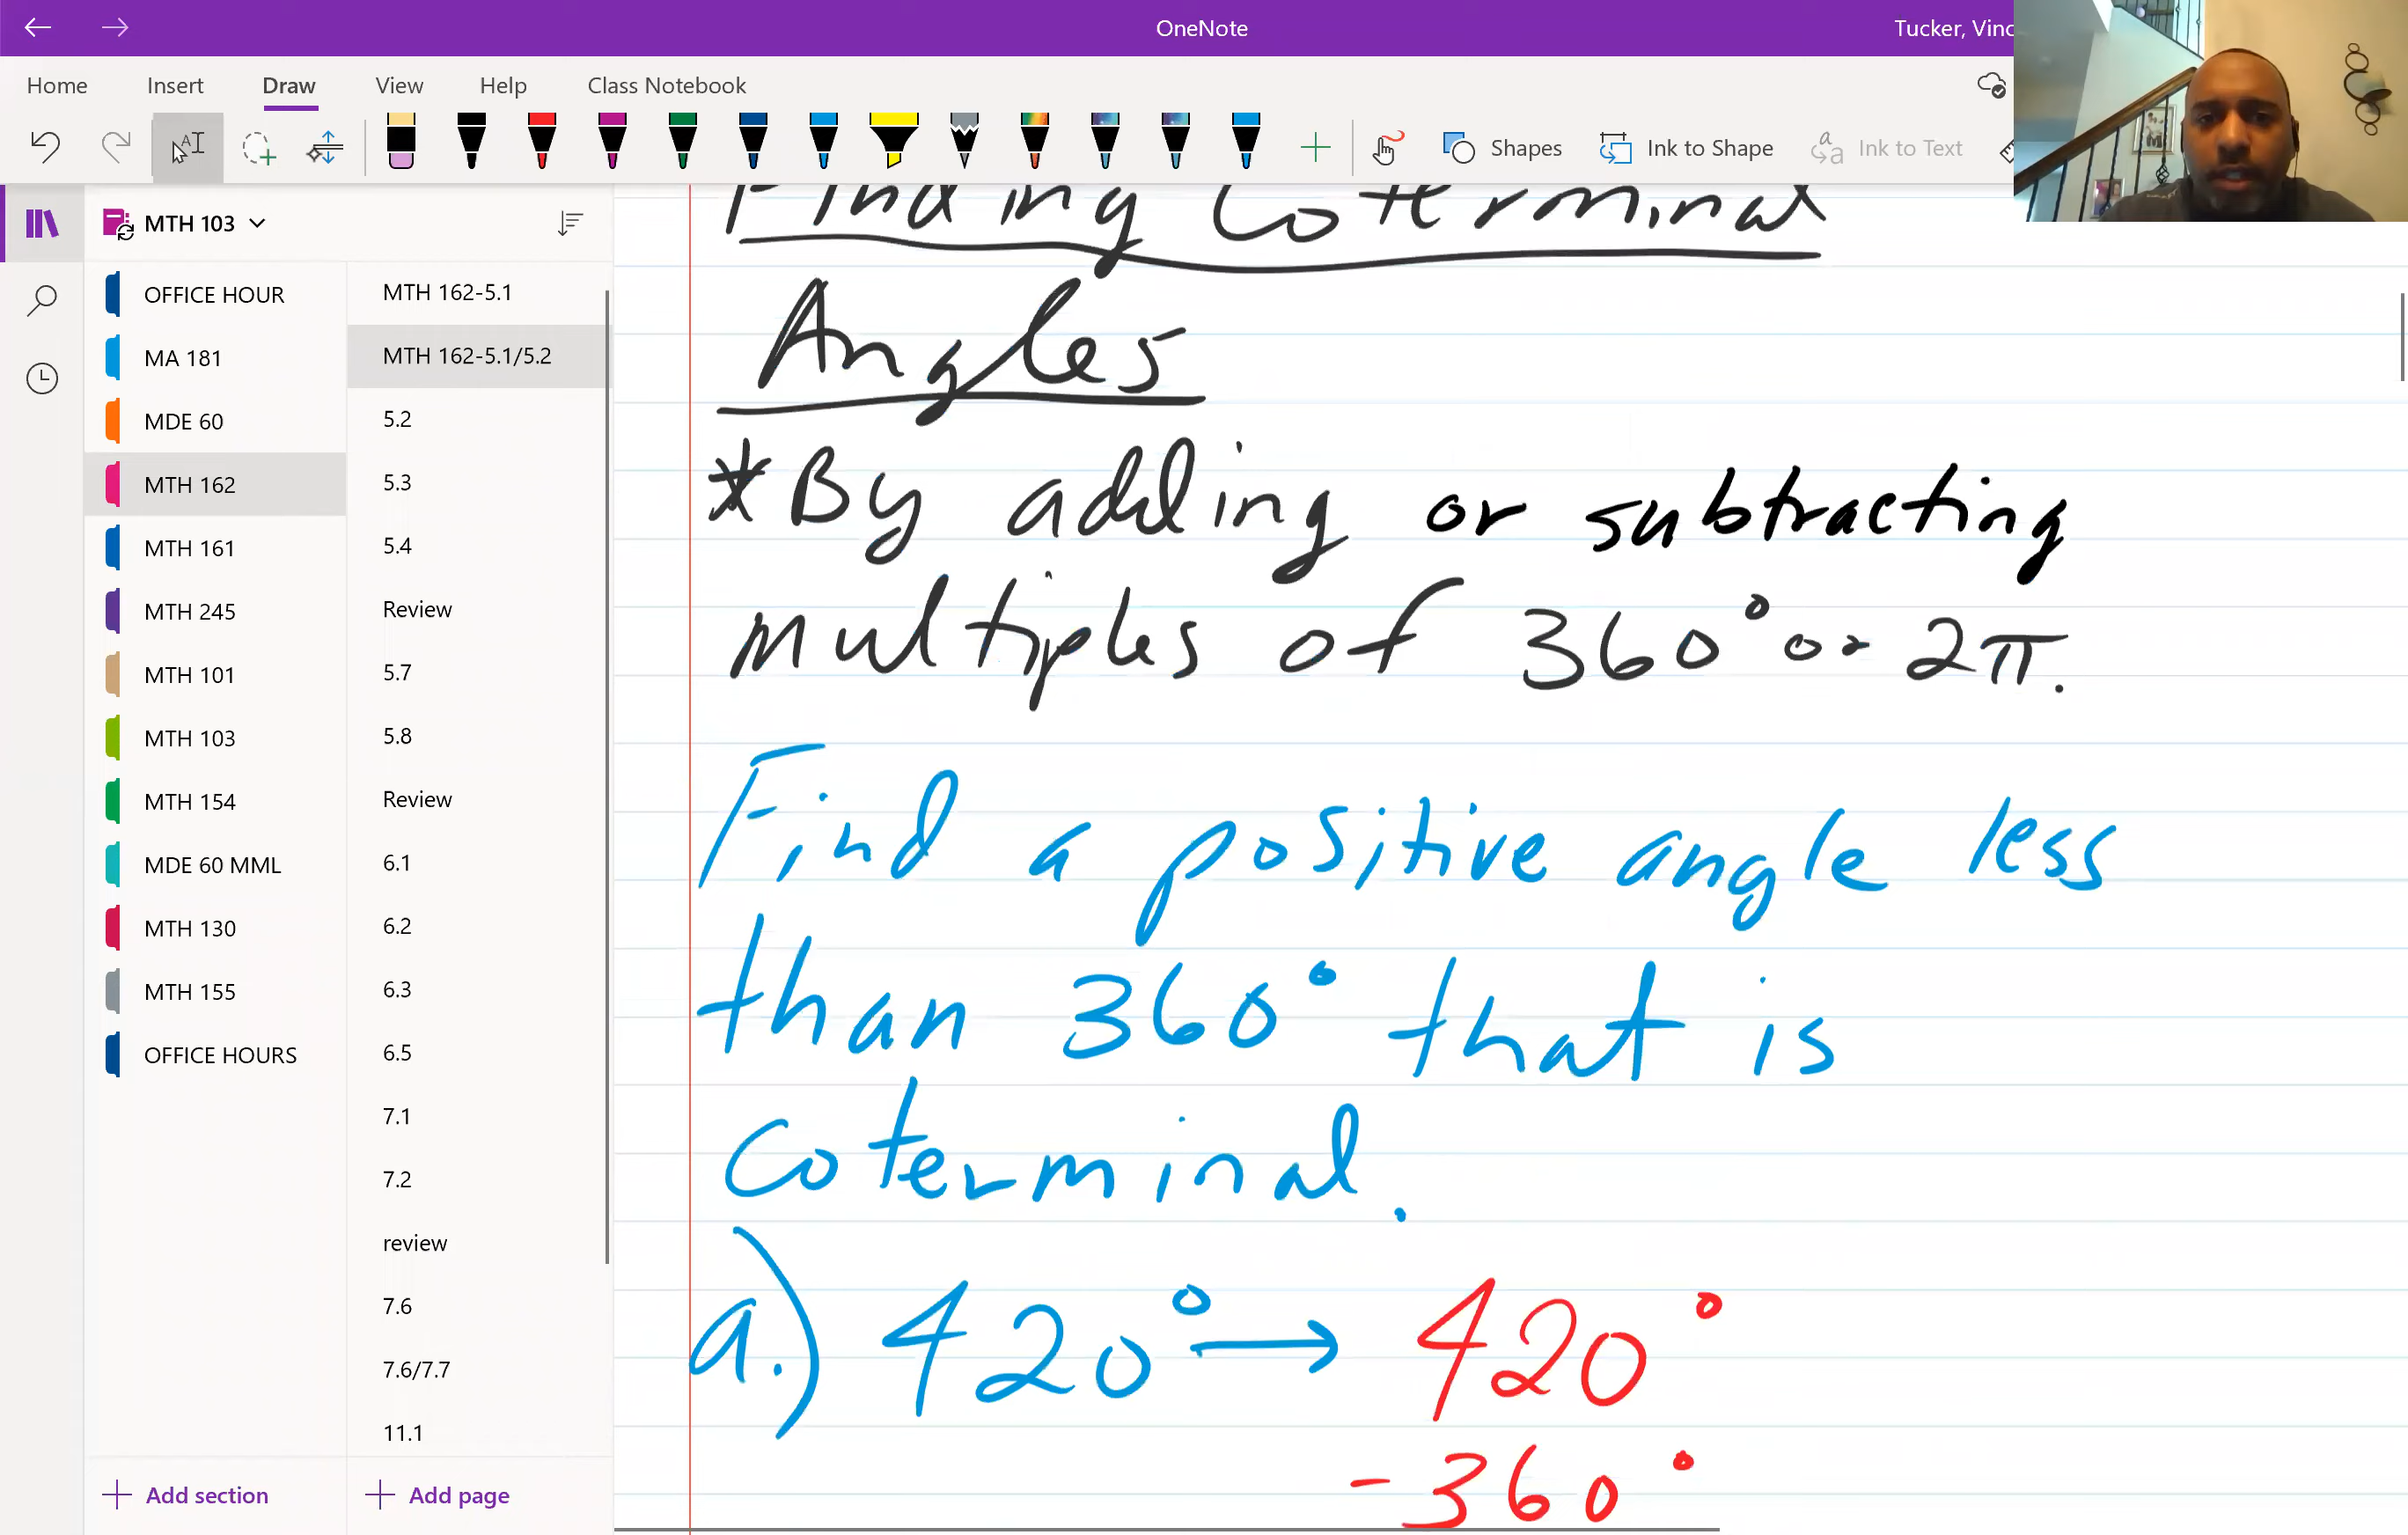 OneNote
Tucker, Vinc
Home Insert Draw View Help Class Notebook
Shapes Ink to Shape Ink to Text
MTH 103
OFFICE HOUR
MA 181
MDE 60
MTH 162
MTH 161
MTH 245
MTH 101
MTH 103
MTH 154
MDE 60 MML
MTH 130
MTH 155
OFFICE HOURS
Add section
MTH 162-5.1
MTH 162-5.1/5.2
5.2
5.3
5.4
Review
5.7
5.8
Review
6.1
6.2
6.3
6.5
7.1
7.2
review
7.6
7.6/7.7
11.1
Add page
Finding Coterminal
Angles
*By adding or subtracting
multiples of 360° or 2π.
Find a positive angle less
than 360° that is
coterminal.
a.) 420° → 420°
-360°